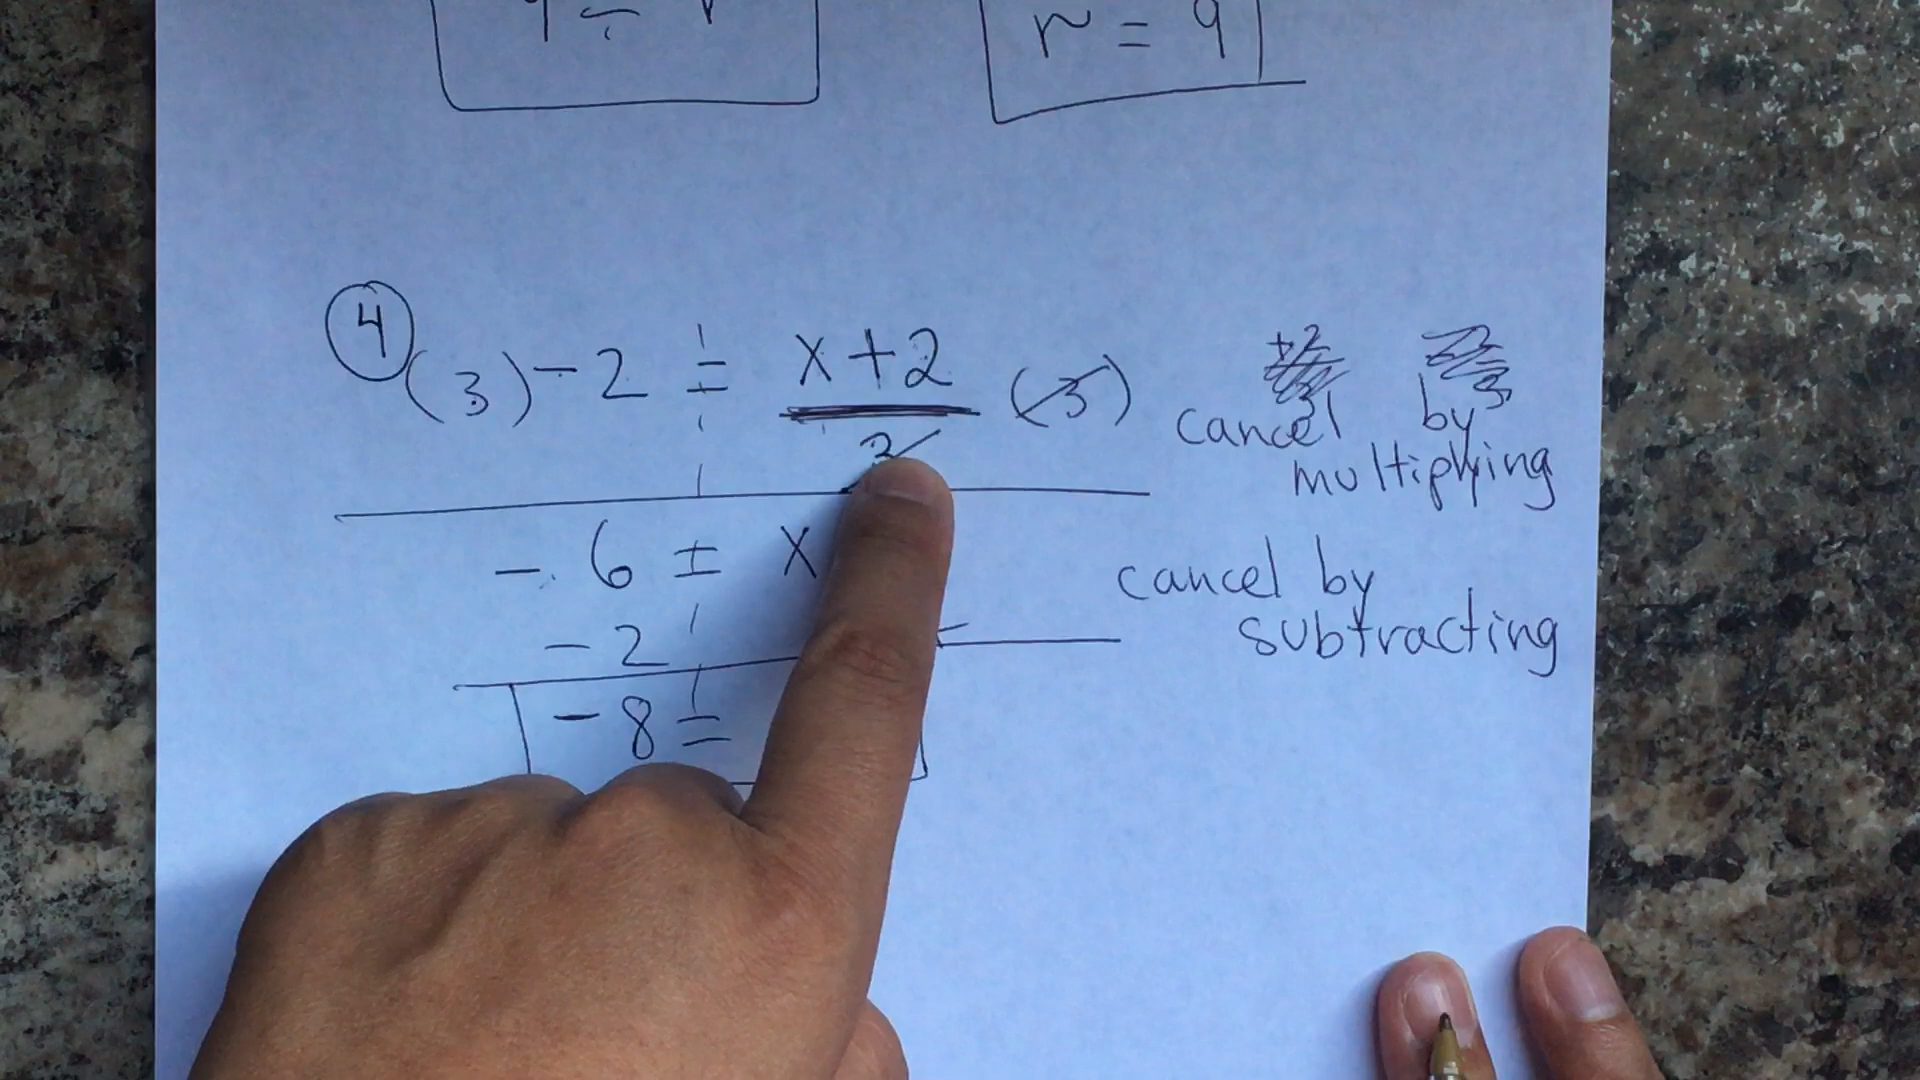 r = 9
4
(3) -2 = x+2 (3)
3
cancel by
multiplying
- 6 = x
cancel by
- 2
subtracting
-8 =